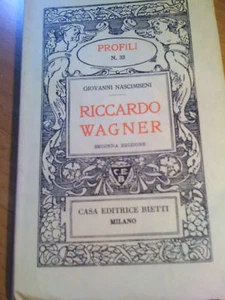 PROFILI
N. 33
GIOVANNI NASCIMBENI
RICCARDO
WAGNER
SECONDA EDIZIONE
C E
B
CASA EDITRICE BIETTI
MILANO